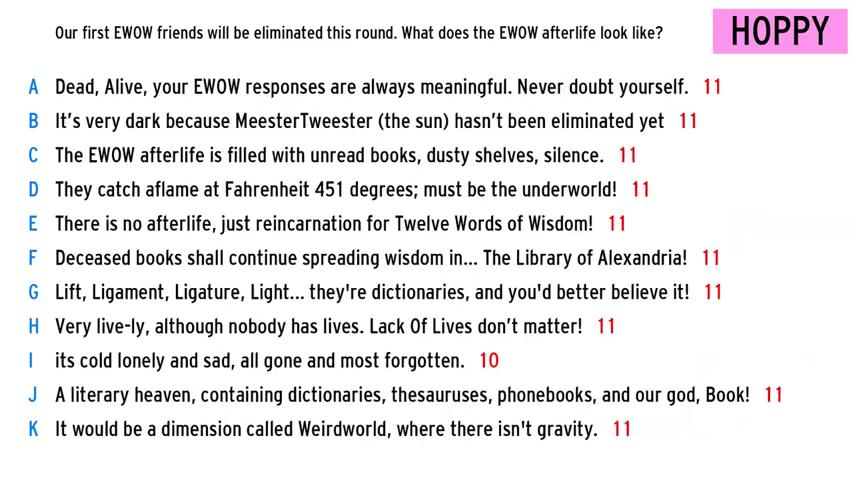 Our first EWOW friends will be eliminated this round. What does the EWOW afterlife look like?
HOPPY
A Dead, Alive, your EWOW responses are always meaningful. Never doubt yourself. 11
B It's very dark because MeesterTweester (the sun) hasn't been eliminated yet 11
C The EWOW afterlife is filled with unread books, dusty shelves, silence. 11
D They catch aflame at Fahrenheit 451 degrees; must be the underworld! 11
E There is no afterlife, just reincarnation for Twelve Words of Wisdom! 11
F Deceased books shall continue spreading wisdom in... The Library of Alexandria! 11
G Lift, Ligament, Ligature, Light... they're dictionaries, and you'd better believe it! 11
H Very live-ly, although nobody has lives. Lack Of Lives don't matter! 11
I its cold lonely and sad, all gone and most forgotten. 10
J A literary heaven, containing dictionaries, thesauruses, phonebooks, and our god, Book! 11
K It would be a dimension called Weirdworld, where there isn't gravity. 11